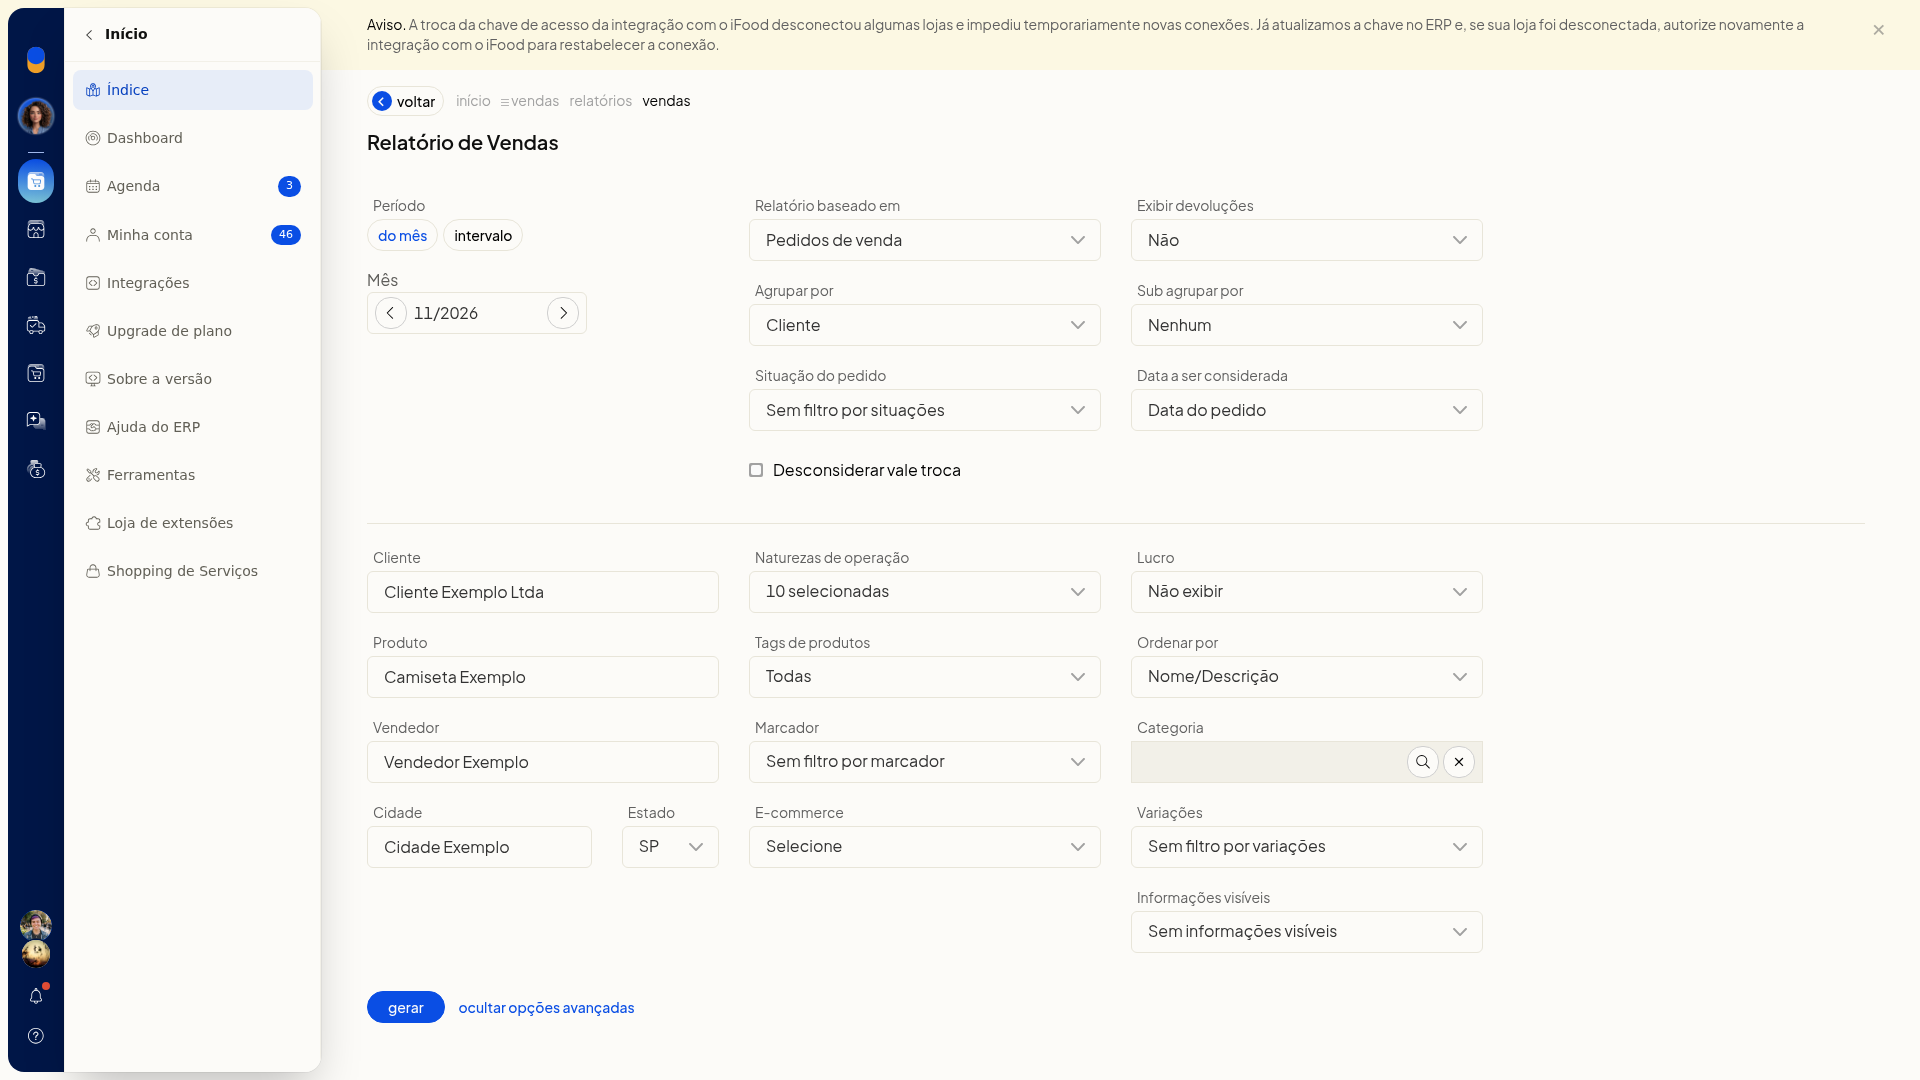 Início
Índice
Dashboard
Agenda
3
Minha conta
46
Integrações
Upgrade de plano
Sobre a versão
Ajuda do ERP
Ferramentas
Loja de extensões
Shopping de Serviços
Aviso. A troca da chave de acesso da integração com o iFood desconectou algumas lojas e impediu temporariamente novas conexões. Já atualizamos a chave no ERP e, se sua loja foi desconectada, autorize novamente a
integração com o iFood para restabelecer a conexão.
voltar início vendas relatórios vendas
Relatório de Vendas
Período
do mês intervalo
Mês
11/2026
Relatório baseado em
Pedidos de venda
Exibir devoluções
Não
Agrupar por
Cliente
Sub agrupar por
Nenhum
Situação do pedido
Sem filtro por situações
Data a ser considerada
Data do pedido
Desconsiderar vale troca
Cliente
Cliente Exemplo Ltda
Naturezas de operação
10 selecionadas
Lucro
Não exibir
Produto
Camiseta Exemplo
Tags de produtos
Todas
Ordenar por
Nome/Descrição
Vendedor
Vendedor Exemplo
Marcador
Sem filtro por marcador
Categoria
Cidade
Cidade Exemplo
Estado
SP
E-commerce
Selecione
Variações
Sem filtro por variações
Informações visíveis
Sem informações visíveis
gerar ocultar opções avançadas